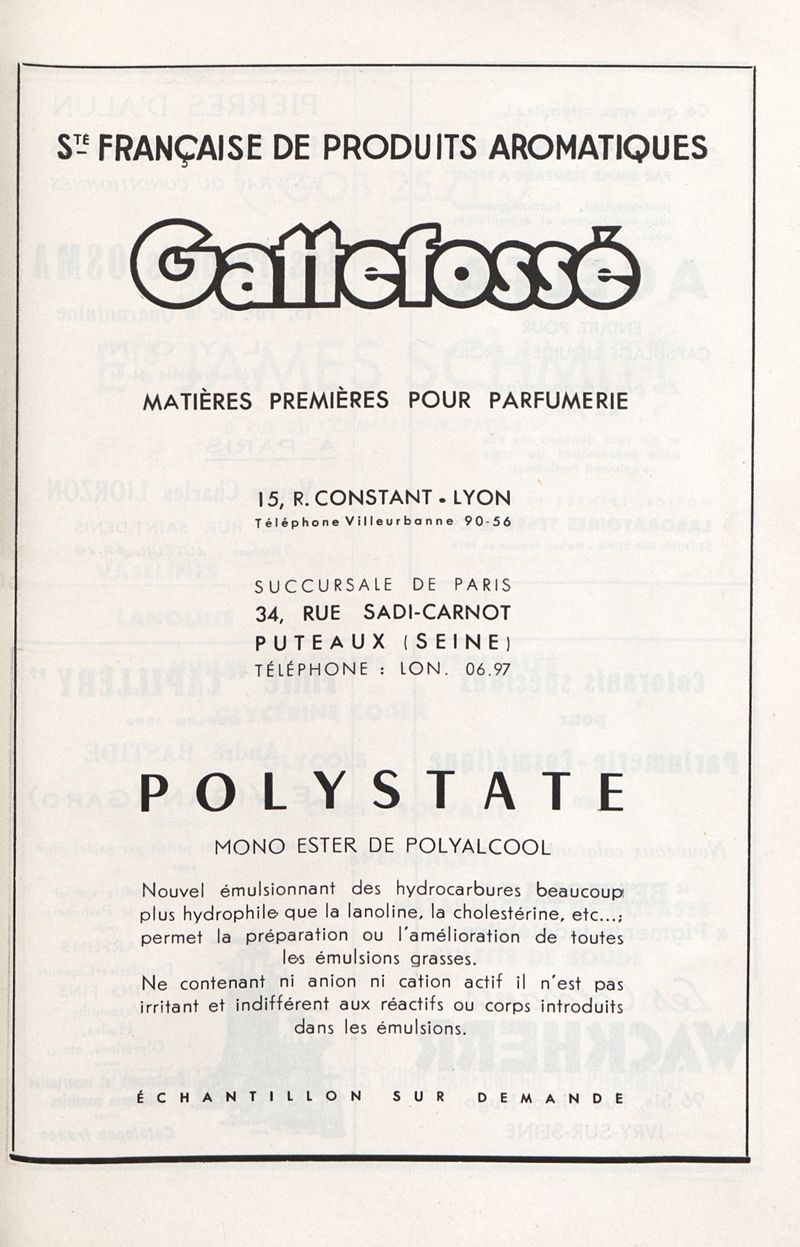 STÉ FRANÇAISE DE PRODUITS AROMATIQUES
Gattefossé
MATIÈRES PREMIÈRES POUR PARFUMERIE
15, R. CONSTANT - LYON
Téléphone Villeurbanne 90-56
SUCCURSALE DE PARIS
34, RUE SADI-CARNOT
PUTEAUX (SEINE)
TÉLÉPHONE : LON. 06.97
POLYSTATE
MONO ESTER DE POLYALCOOL
Nouvel émulsionnant des hydrocarbures beaucoup
plus hydrophile que la lanoline, la cholestérine, etc...;
permet la préparation ou l'amélioration de toutes
les émulsions grasses.
Ne contenant ni anion ni cation actif il n'est pas
irritant et indifférent aux réactifs ou corps introduits
dans les émulsions.
ÉCHANTILLON SUR DEMANDE